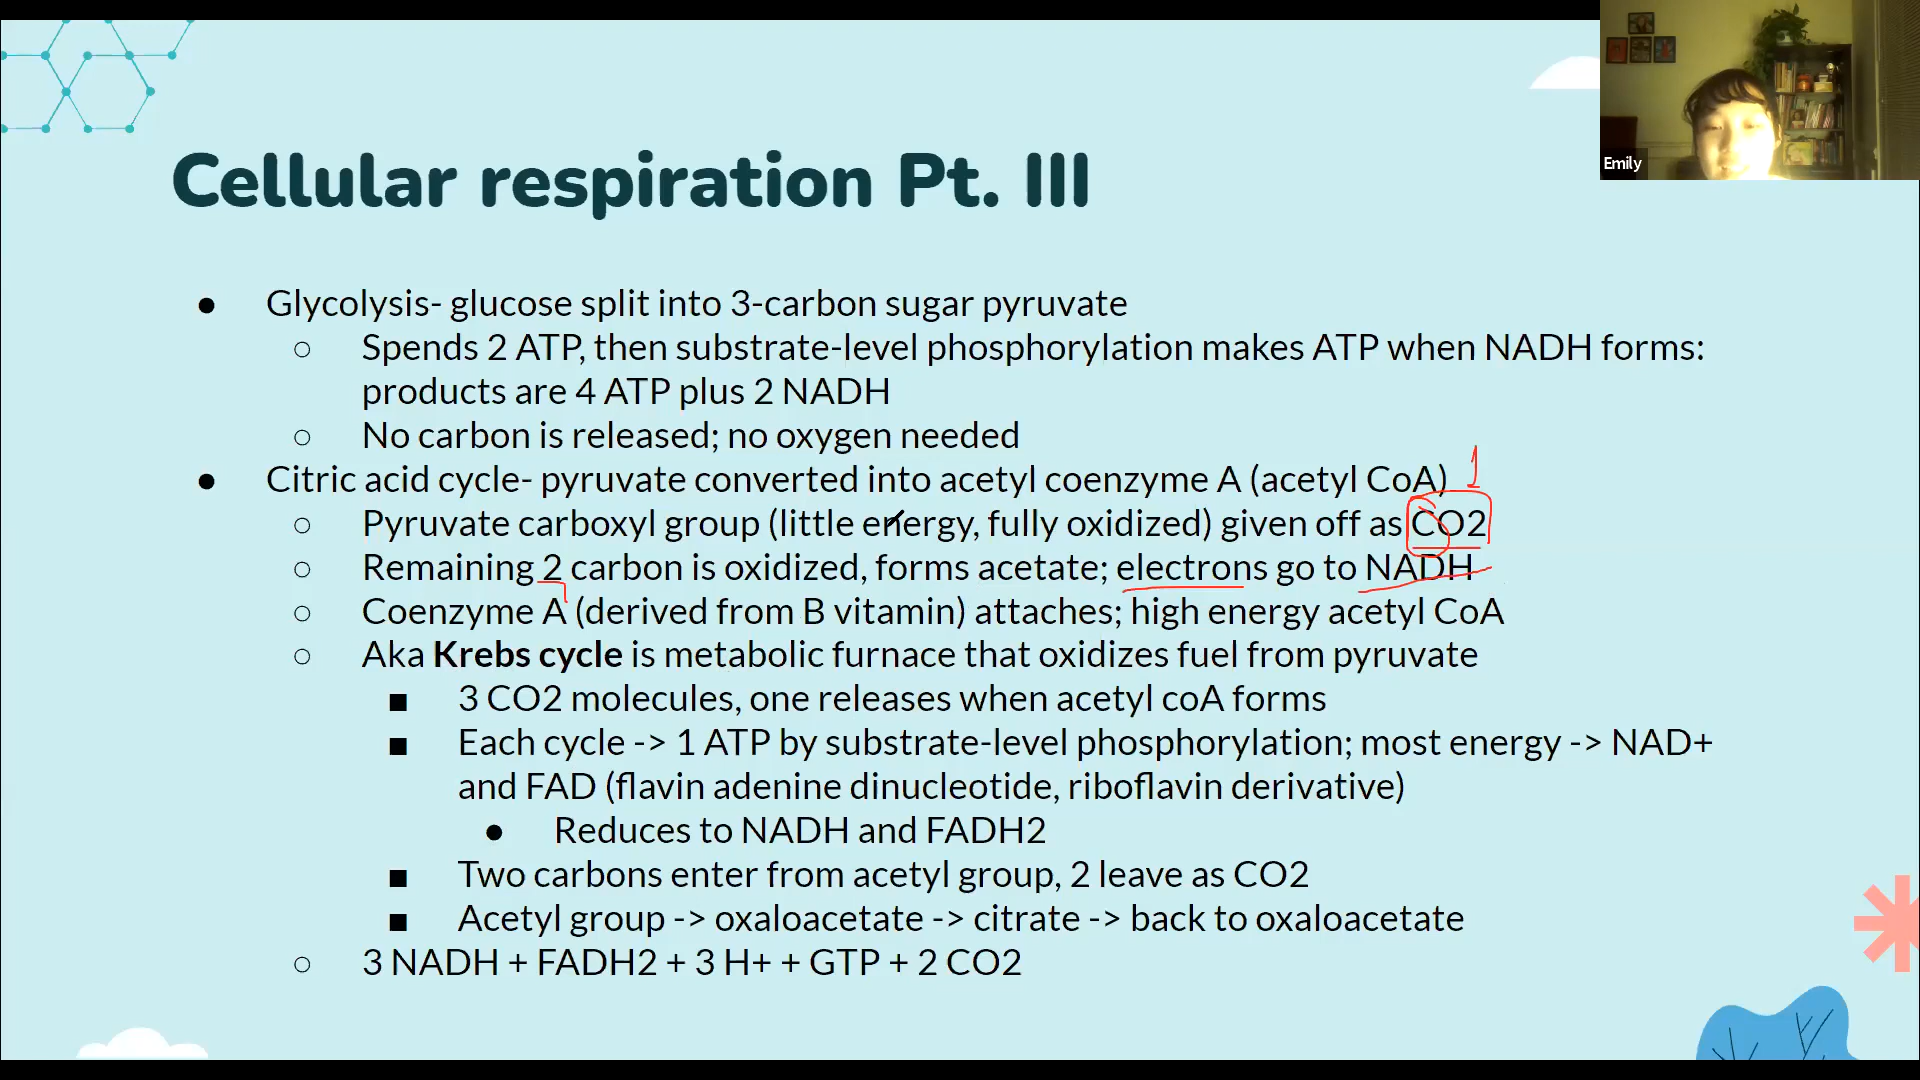 Emily
Cellular respiration Pt. III
● Glycolysis- glucose split into 3-carbon sugar pyruvate
○ Spends 2 ATP, then substrate-level phosphorylation makes ATP when NADH forms:
products are 4 ATP plus 2 NADH
○ No carbon is released; no oxygen needed
1
● Citric acid cycle- pyruvate converted into acetyl coenzyme A (acetyl CoA)
○ Pyruvate carboxyl group (little energy, fully oxidized) given off as CO2
○ Remaining 2 carbon is oxidized, forms acetate; electrons go to NADH
○ Coenzyme A (derived from B vitamin) attaches; high energy acetyl CoA
○ Aka Krebs cycle is metabolic furnace that oxidizes fuel from pyruvate
■ 3 CO2 molecules, one releases when acetyl coA forms
■ Each cycle -> 1 ATP by substrate-level phosphorylation; most energy -> NAD+
and FAD (flavin adenine dinucleotide, riboflavin derivative)
● Reduces to NADH and FADH2
■ Two carbons enter from acetyl group, 2 leave as CO2
■ Acetyl group -> oxaloacetate -> citrate -> back to oxaloacetate
○ 3 NADH + FADH2 + 3 H+ + GTP + 2 CO2